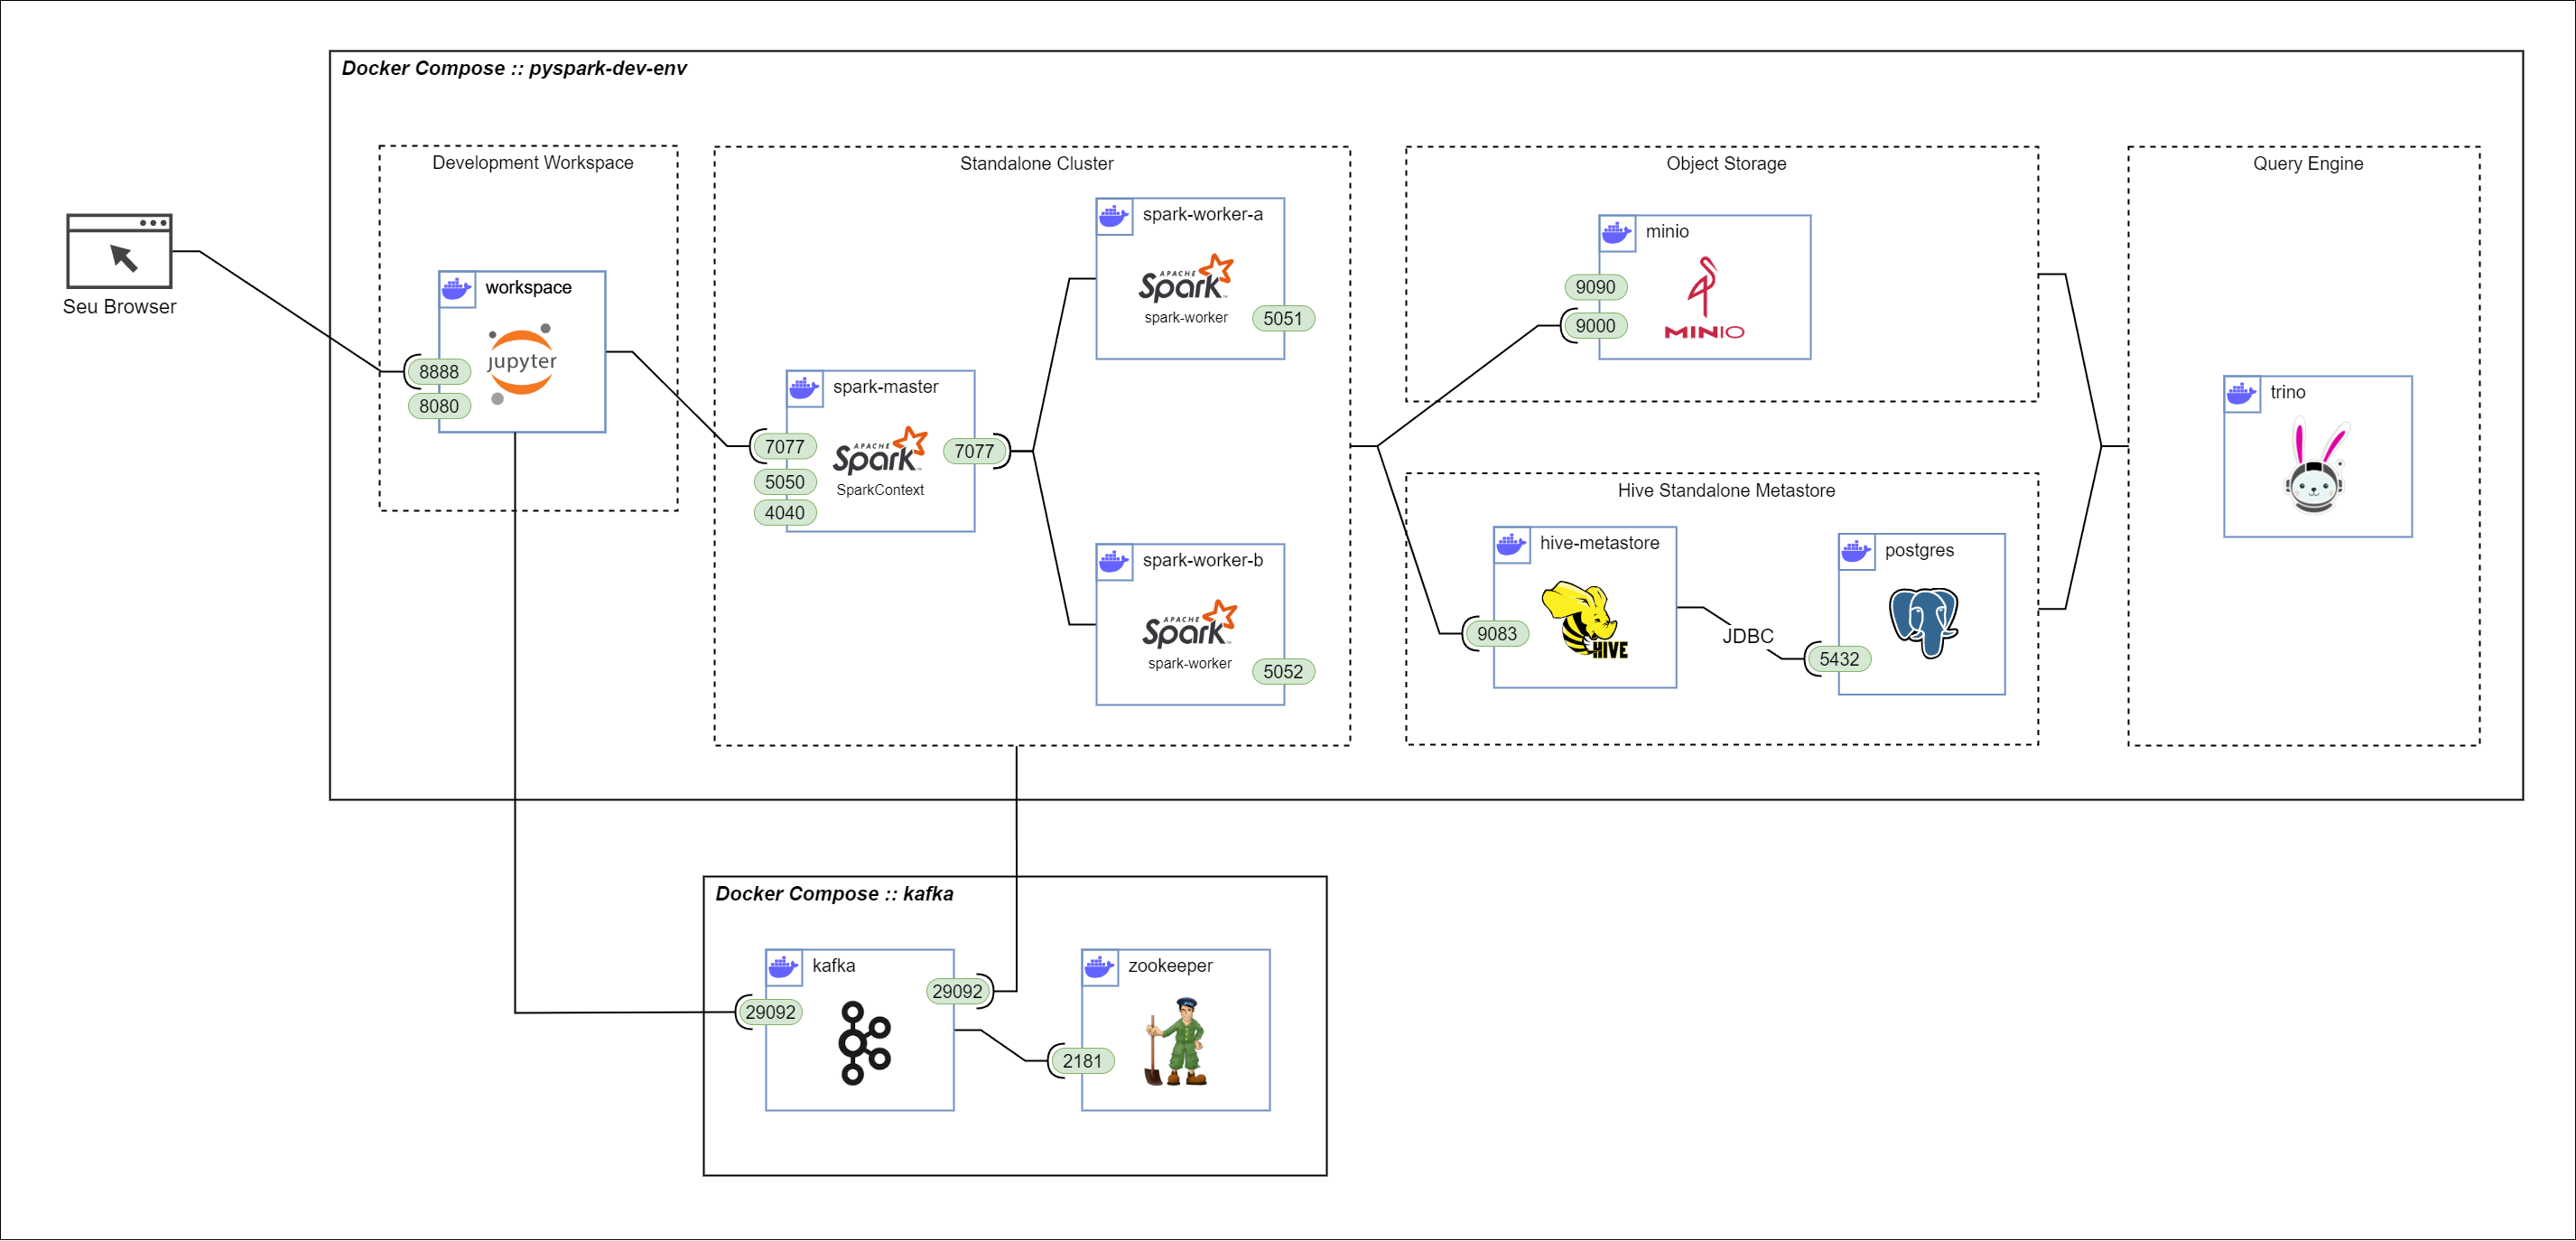 Docker Compose :: pyspark-dev-env
Development Workspace
Standalone Cluster
Object Storage
Query Engine
Seu Browser
workspace
jupyter
8888
8080
spark-master
APACHE
Spark
SparkContext
7077
5050
4040
7077
spark-worker-a
APACHE
Spark
spark-worker
5051
spark-worker-b
APACHE
Spark
spark-worker
5052
minio
MINIO
9090
9000
Hive Standalone Metastore
hive-metastore
HIVE
9083
JDBC
postgres
5432
trino
Docker Compose :: kafka
kafka
29092
29092
zookeeper
2181